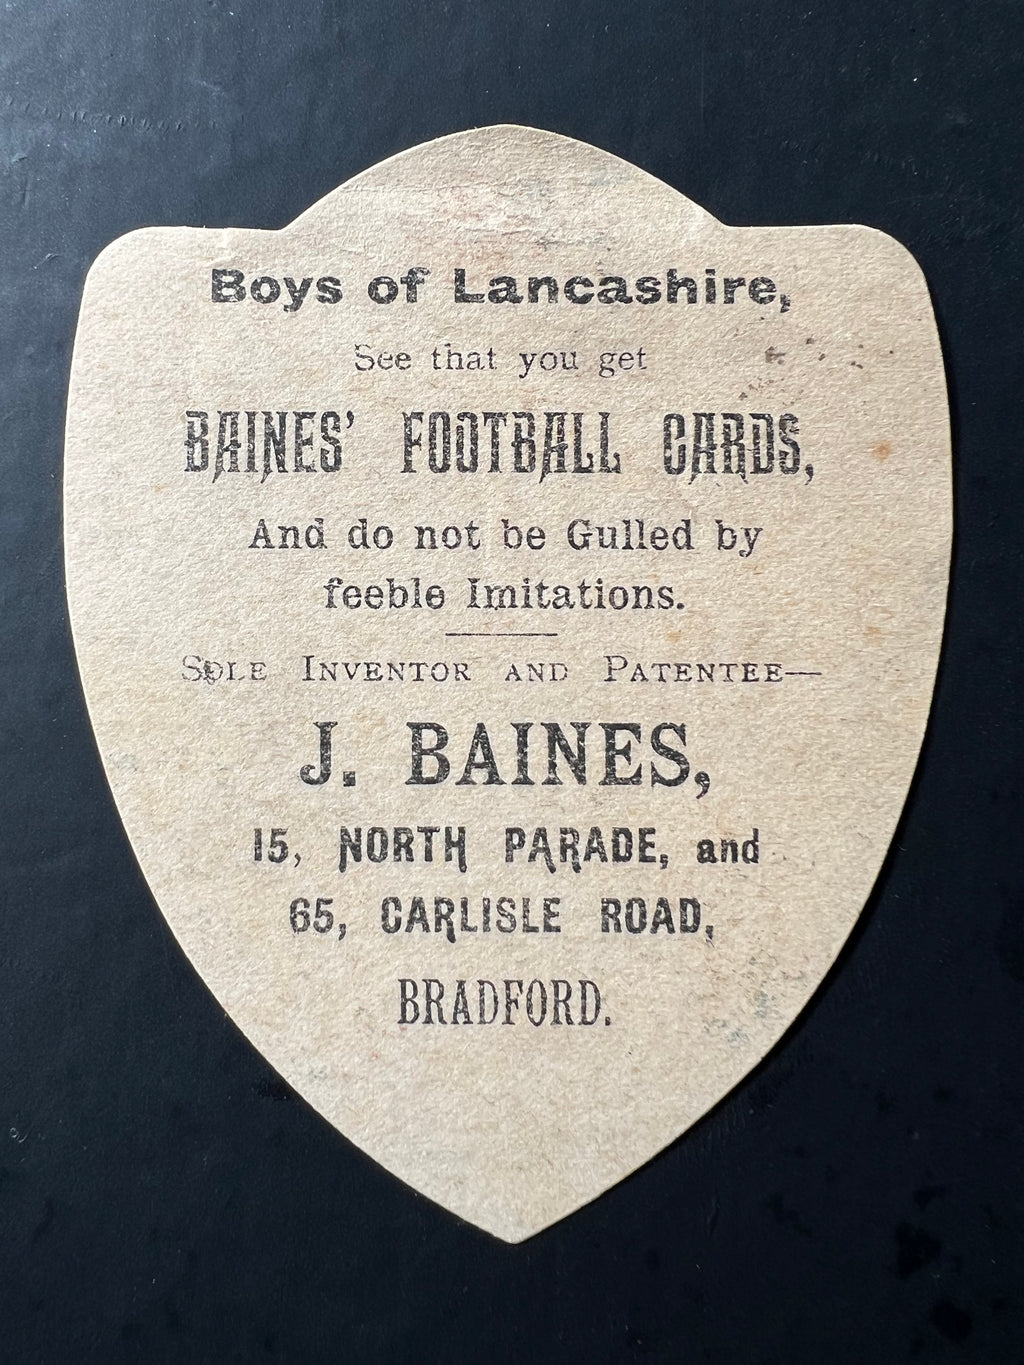 Boys of Lancashire,
See that you get
BAINES' FOOTBALL CARDS,
And do not be Gulled by
feeble Imitations.
SOLE INVENTOR AND PATENTEE—
J. BAINES,
15, NORTH PARADE, and
65, CARLISLE ROAD,
BRADFORD.